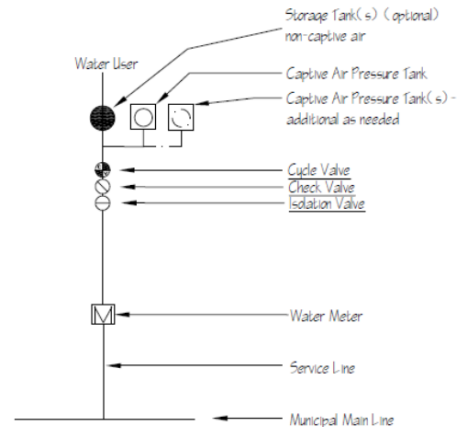 Storage Tank(s) (optional)
non-captive air
Water User
Captive Air Pressure Tank
Captive Air Pressure Tank(s) -
additional as needed
Cycle Valve
Check Valve
Isolation Valve
M
Water Meter
Service Line
Municipal Main Line